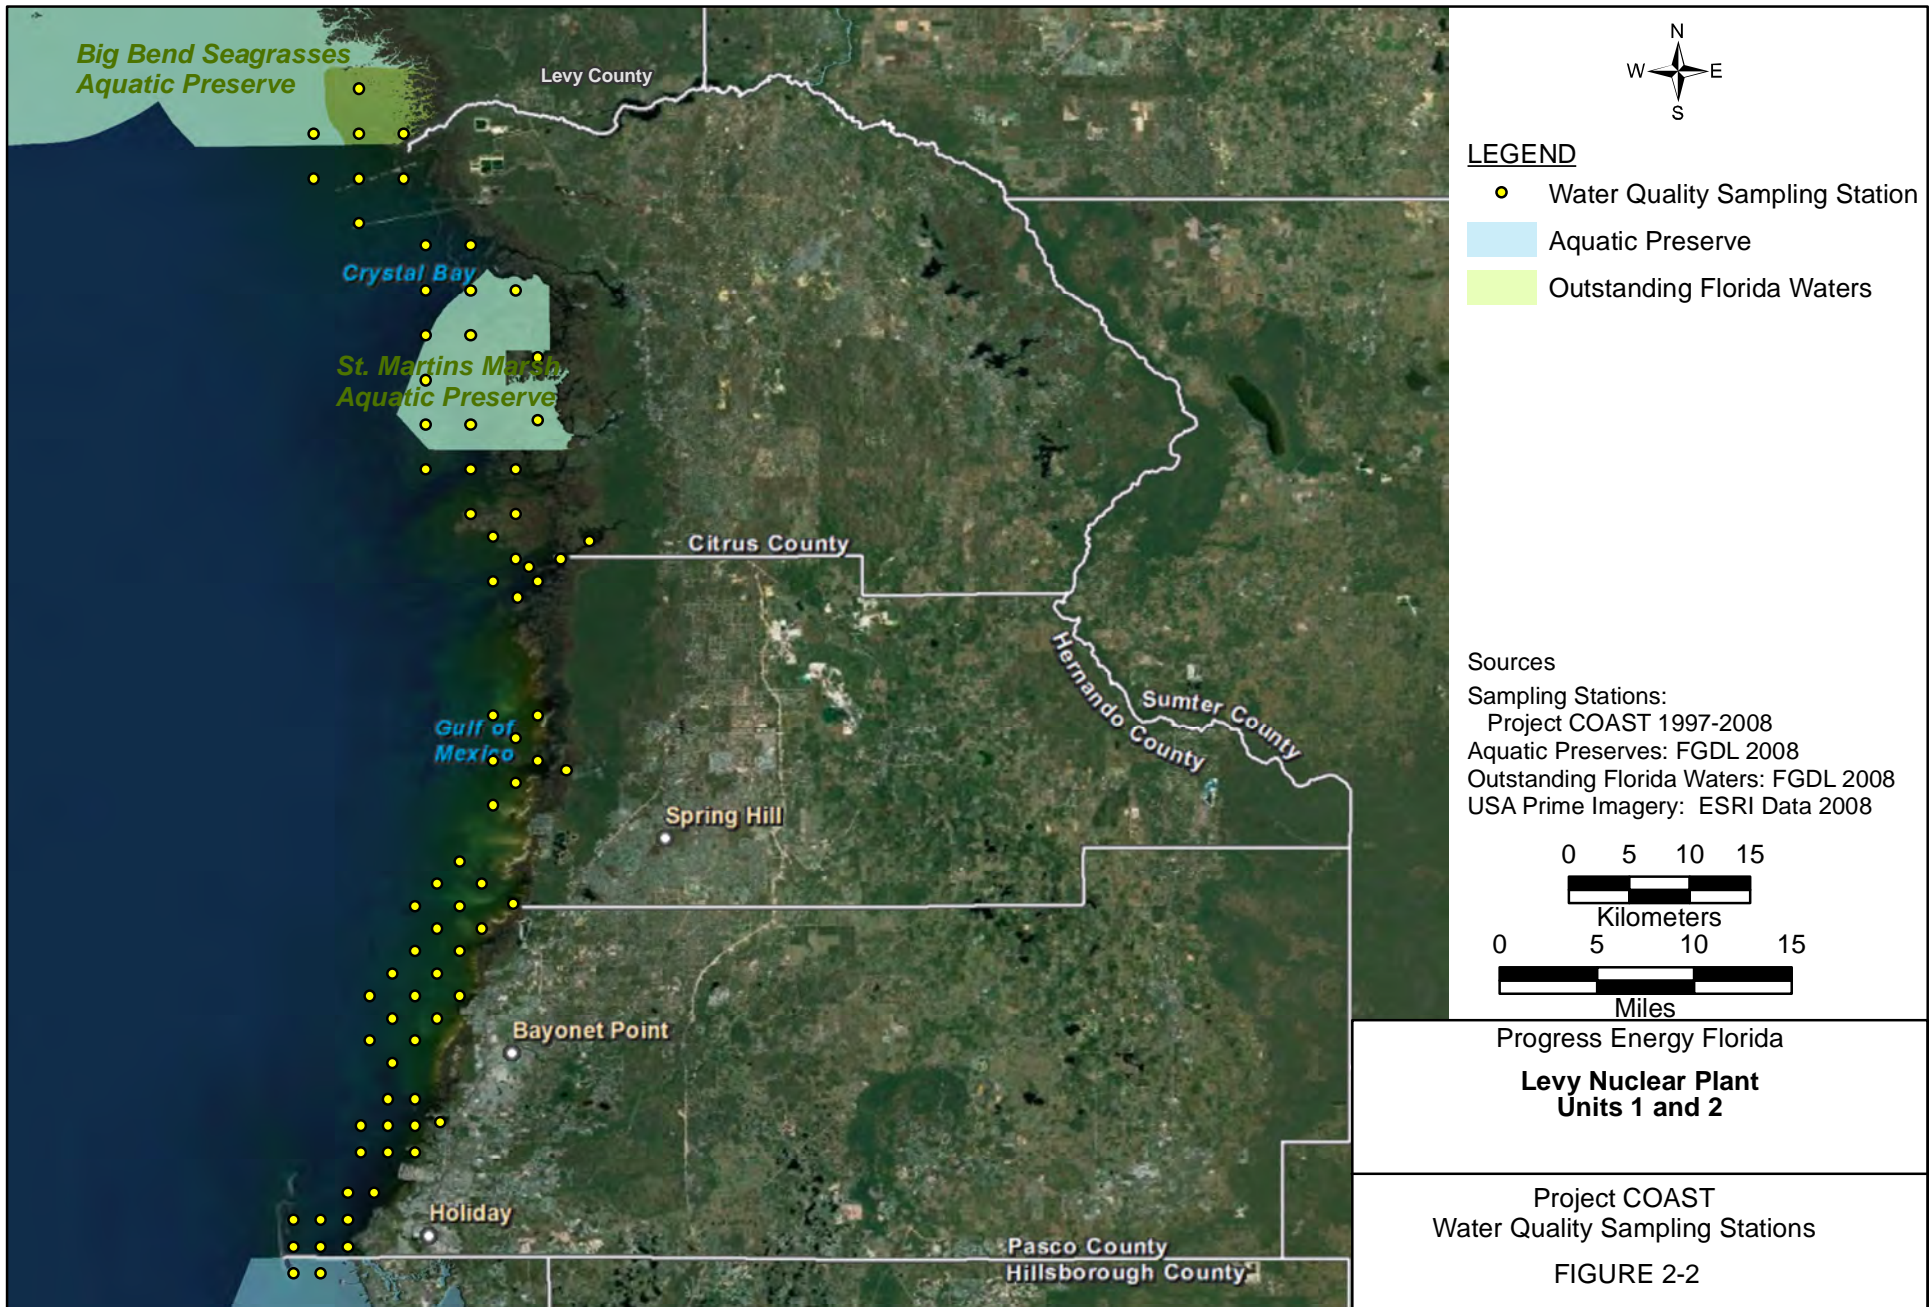 Big Bend Seagrasses
Aquatic Preserve
Levy County
Crystal Bay
St. Martins Marsh
Aquatic Preserve
Citrus County
Hernando County
Sumter County
Gulf of
Mexico
Spring Hill
Bayonet Point
Holiday
Pasco County
Hillsborough County
N
W E
S
LEGEND
Water Quality Sampling Station
Aquatic Preserve
Outstanding Florida Waters
Sources
Sampling Stations:
Project COAST 1997-2008
Aquatic Preserves: FGDL 2008
Outstanding Florida Waters: FGDL 2008
USA Prime Imagery: ESRI Data 2008
0 5 10 15
Kilometers
0 5 10 15
Miles
Progress Energy Florida
Levy Nuclear Plant
Units 1 and 2
Project COAST
Water Quality Sampling Stations
FIGURE 2-2